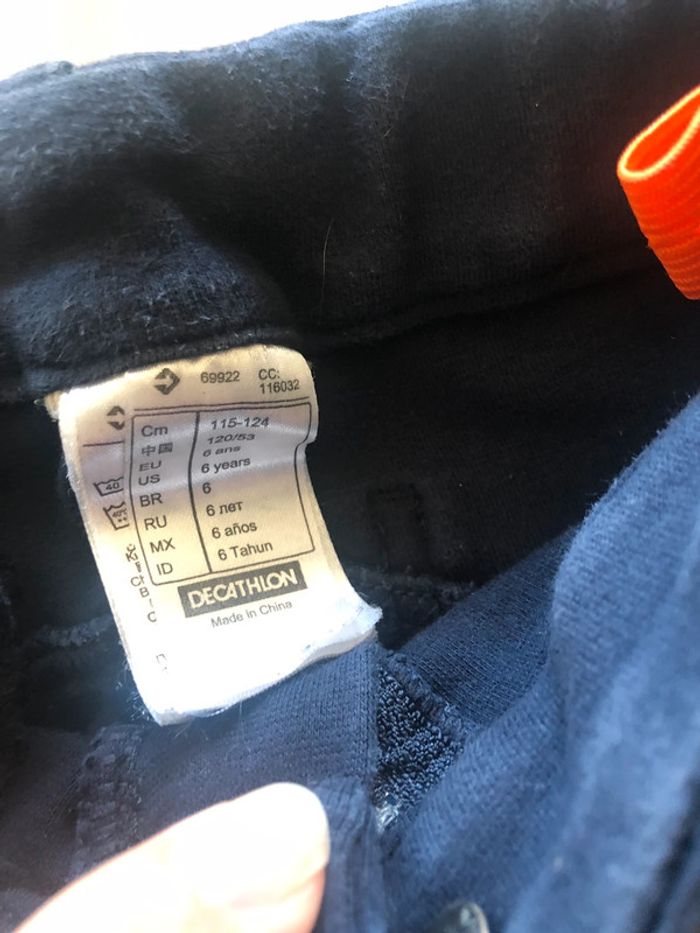 69922 CC:
116032
Cm 115-124
中国 120/53
EU 6 ans
US 6 years
BR 6
RU 6 лет
MX 6 años
ID 6 Tahun
DECATHLON
Made in China
40
40°